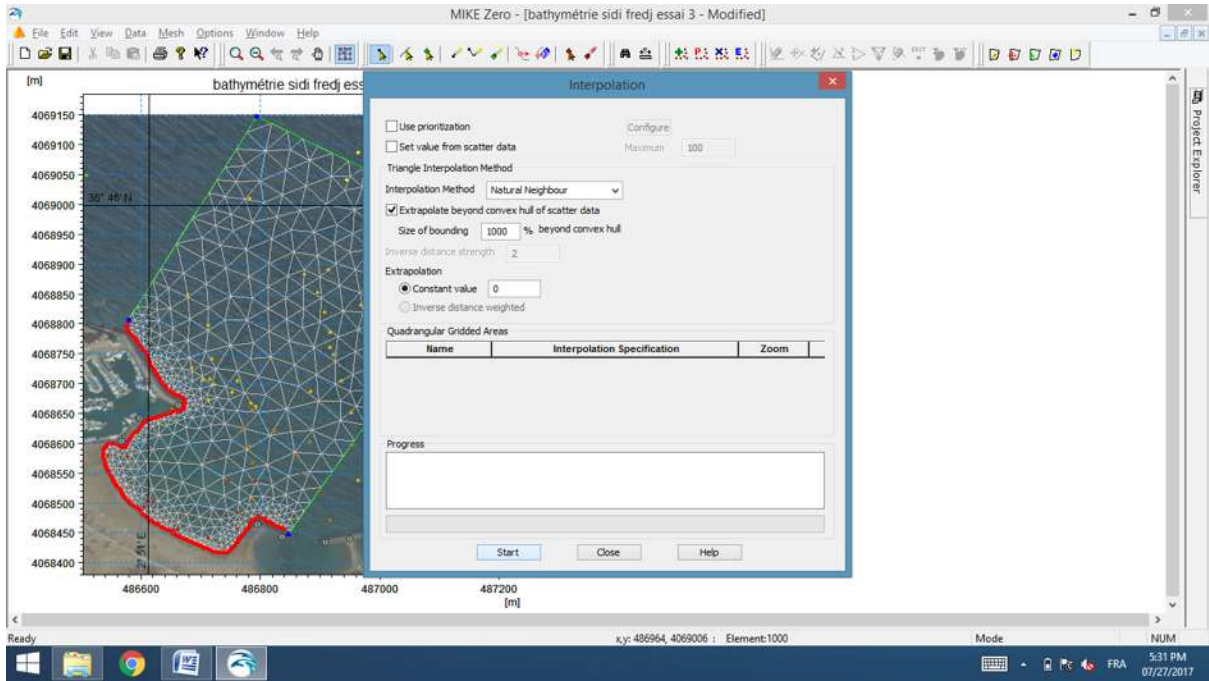 MIKE Zero - [bathymétrie sidi fredj essai 3 - Modified]
File Edit View Data Mesh Options Window Help
[m]
bathymétrie sidi fredj ess
4069150
4069100
4069050
4069000
4068950
4068900
4068850
4068800
4068750
4068700
4068650
4068600
4068550
4068500
4068450
4068400
36° 46' N
2° 51 E
486600 486800 487000 487200
[m]
Interpolation
Use prioritization Configure
Set value from scatter data Maximum 100
Triangle Interpolation Method
Interpolation Method Natural Neighbour
Extrapolate beyond convex hull of scatter data
Size of bounding 1000 % beyond convex hull
Inverse distance strength 2
Extrapolation
Constant value 0
Inverse distance weighted
Quadrangular Gridded Areas
Name Interpolation Specification Zoom
Progress
Start Close Help
Project Explorer
Ready x,y: 486964, 4069006 : Element:1000 Mode NUM
FRA 5:31 PM
07/27/2017